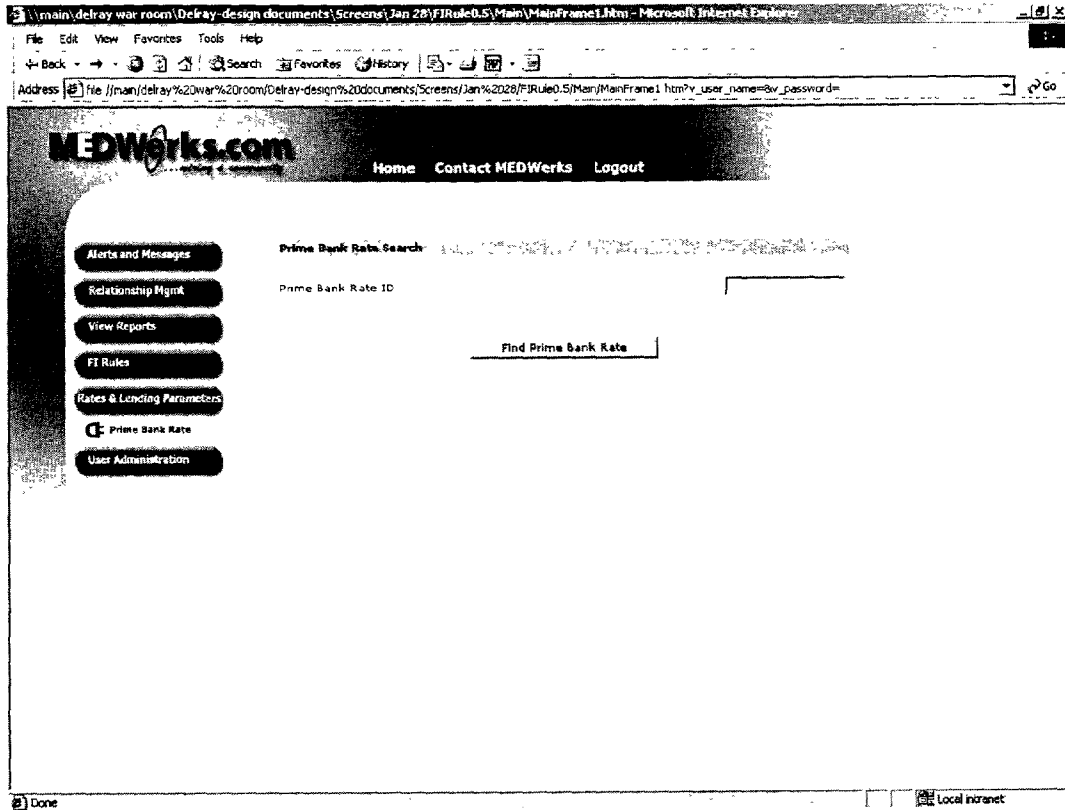 \\main\delray war room\Delray-design documents\Screens\Jan 28\FIRule0.5\Main\MainFrame1.htm - Microsoft Internet Explorer
File Edit View Favorites Tools Help
Back Search Favorites History
Address file //main/delray%20war%20room/Delray-design%20documents/Screens/Jan%2028/FIRule0.5/Main/MainFrame1 htm?v_user_name=&v_password= Go
MEDWerks.com
Home Contact MEDWerks Logout
Prime Bank Rate Search
Alerts and Messages
Prime Bank Rate ID
Relationship Mgmt
View Reports
Find Prime Bank Rate
FI Rules
Rates & Lending Parameters
Prime Bank Rate
User Administration
Done Local intranet